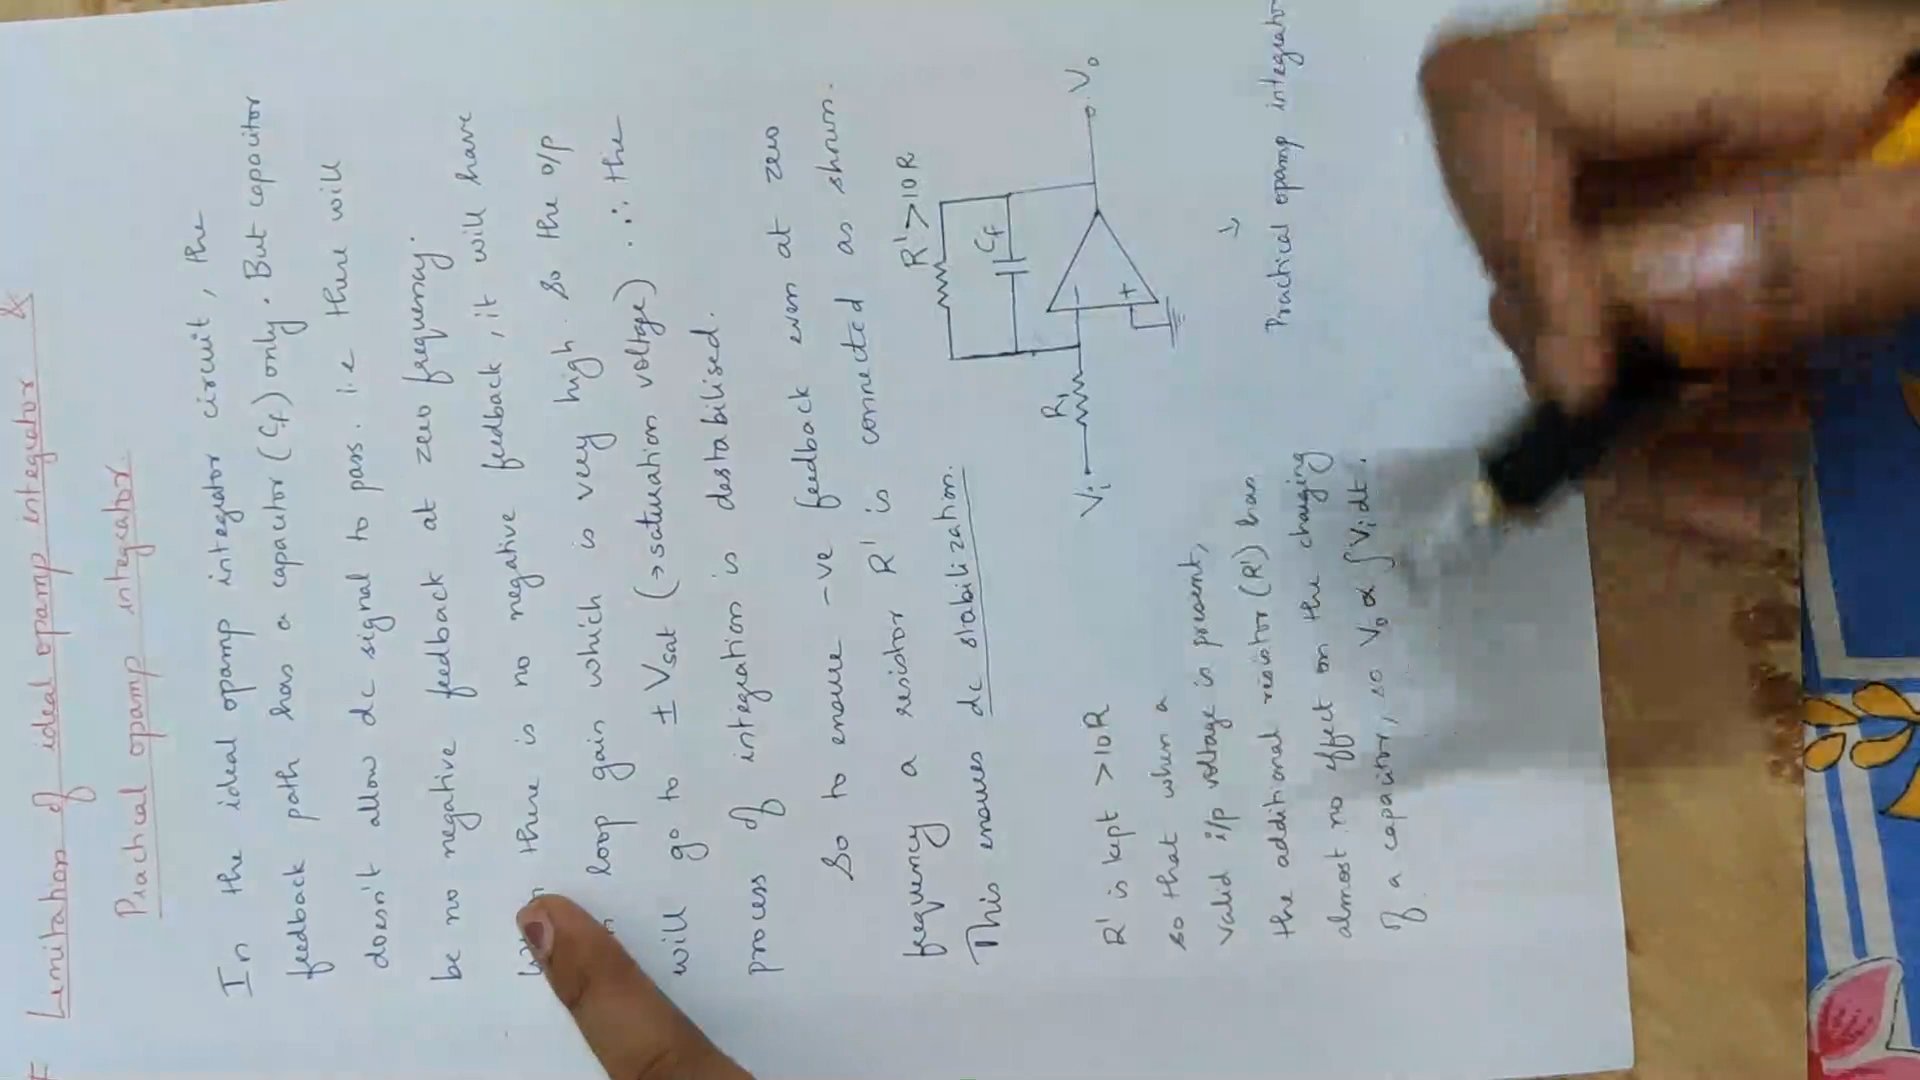 Limitation of ideal opamp integrator &
Practical opamp integrator.
In the ideal opamp integrator circuit, the
feedback path has a capacitor (Cf) only. But capacitor
doesn't allow dc signal to pass. i.e there will
be no negative feedback at zero frequency.
there is no negative feedback, it will have
loop gain which is very high. So the o/p
will go to ± Vsat (→saturation voltage). ∴ the
process of integration is destabilised.
So to ensure -ve feedback even at zero
frequency a resistor R' is connected as shown.
This ensures dc stabilization.
R' is kept >10R
so that when a
valid i/p voltage is present,
the additional resistor (R') has
almost no effect on the charging
of a capacitor, so V₀ ∝ ∫Vidt.
R'>10R
Cf
R1
Vi
-
+
V₀
↓
Practical opamp integrator